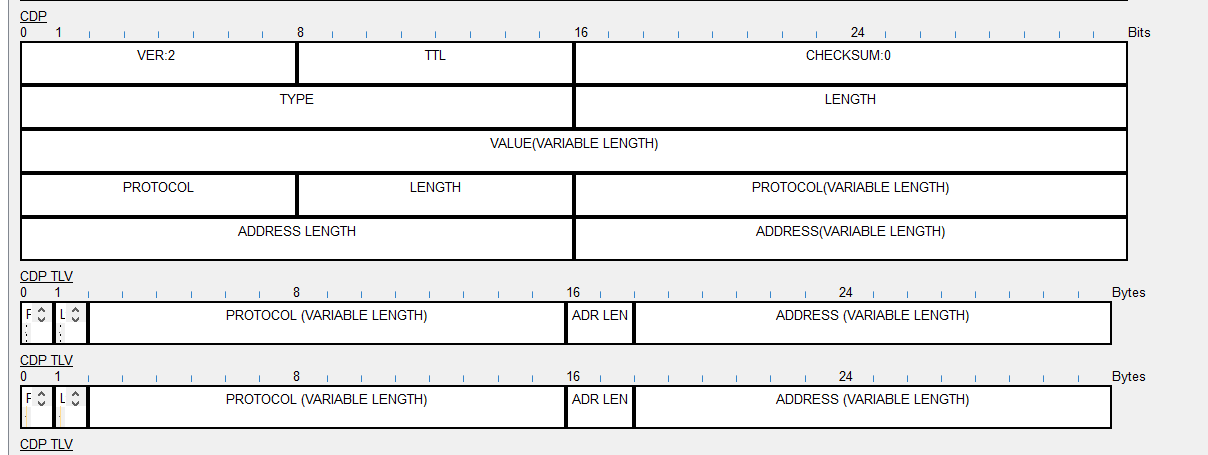 CDP
0 1 8 16 24 Bits
VER:2 TTL CHECKSUM:0
TYPE LENGTH
VALUE(VARIABLE LENGTH)
PROTOCOL LENGTH PROTOCOL(VARIABLE LENGTH)
ADDRESS LENGTH ADDRESS(VARIABLE LENGTH)
CDP TLV
0 1 8 16 24 Bytes
PROTOCOL (VARIABLE LENGTH) ADR LEN ADDRESS (VARIABLE LENGTH)
CDP TLV
0 1 8 16 24 Bytes
PROTOCOL (VARIABLE LENGTH) ADR LEN ADDRESS (VARIABLE LENGTH)
CDP TLV